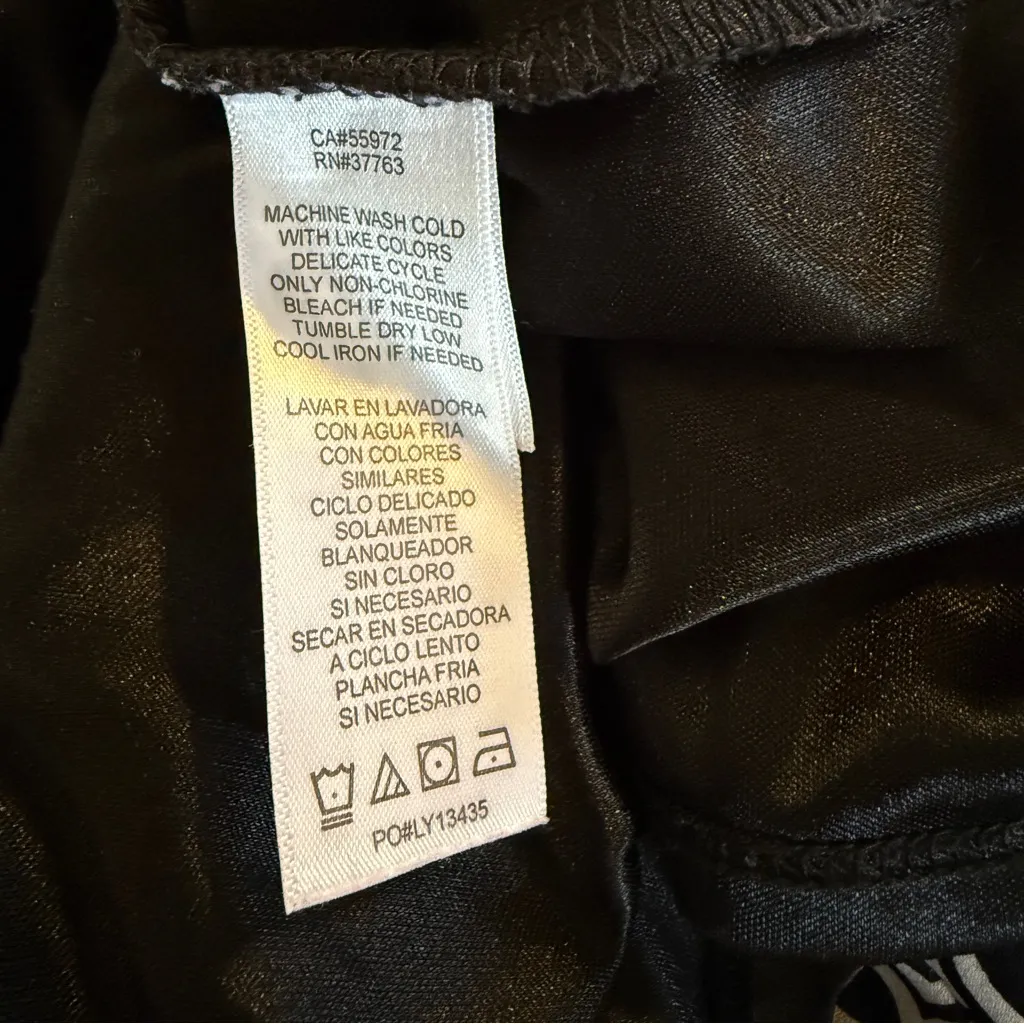 CA#55972
RN#37763
MACHINE WASH COLD
WITH LIKE COLORS
DELICATE CYCLE
ONLY NON-CHLORINE
BLEACH IF NEEDED
TUMBLE DRY LOW
COOL IRON IF NEEDED
LAVAR EN LAVADORA
CON AGUA FRIA
CON COLORES
SIMILARES
CICLO DELICADO
SOLAMENTE
BLANQUEADOR
SIN CLORO
SI NECESARIO
SECAR EN SECADORA
A CICLO LENTO
PLANCHA FRIA
SI NECESARIO
PO#LY13435